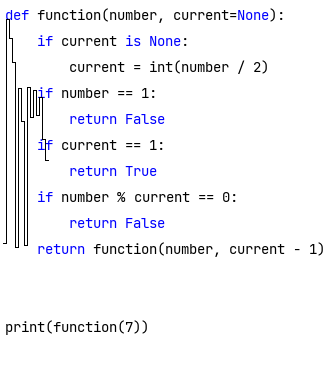 def function(number, current=None):
    if current is None:
        current = int(number / 2)
    if number == 1:
        return False
    if current == 1:
        return True
    if number % current == 0:
        return False
    return function(number, current - 1)
print(function(7))